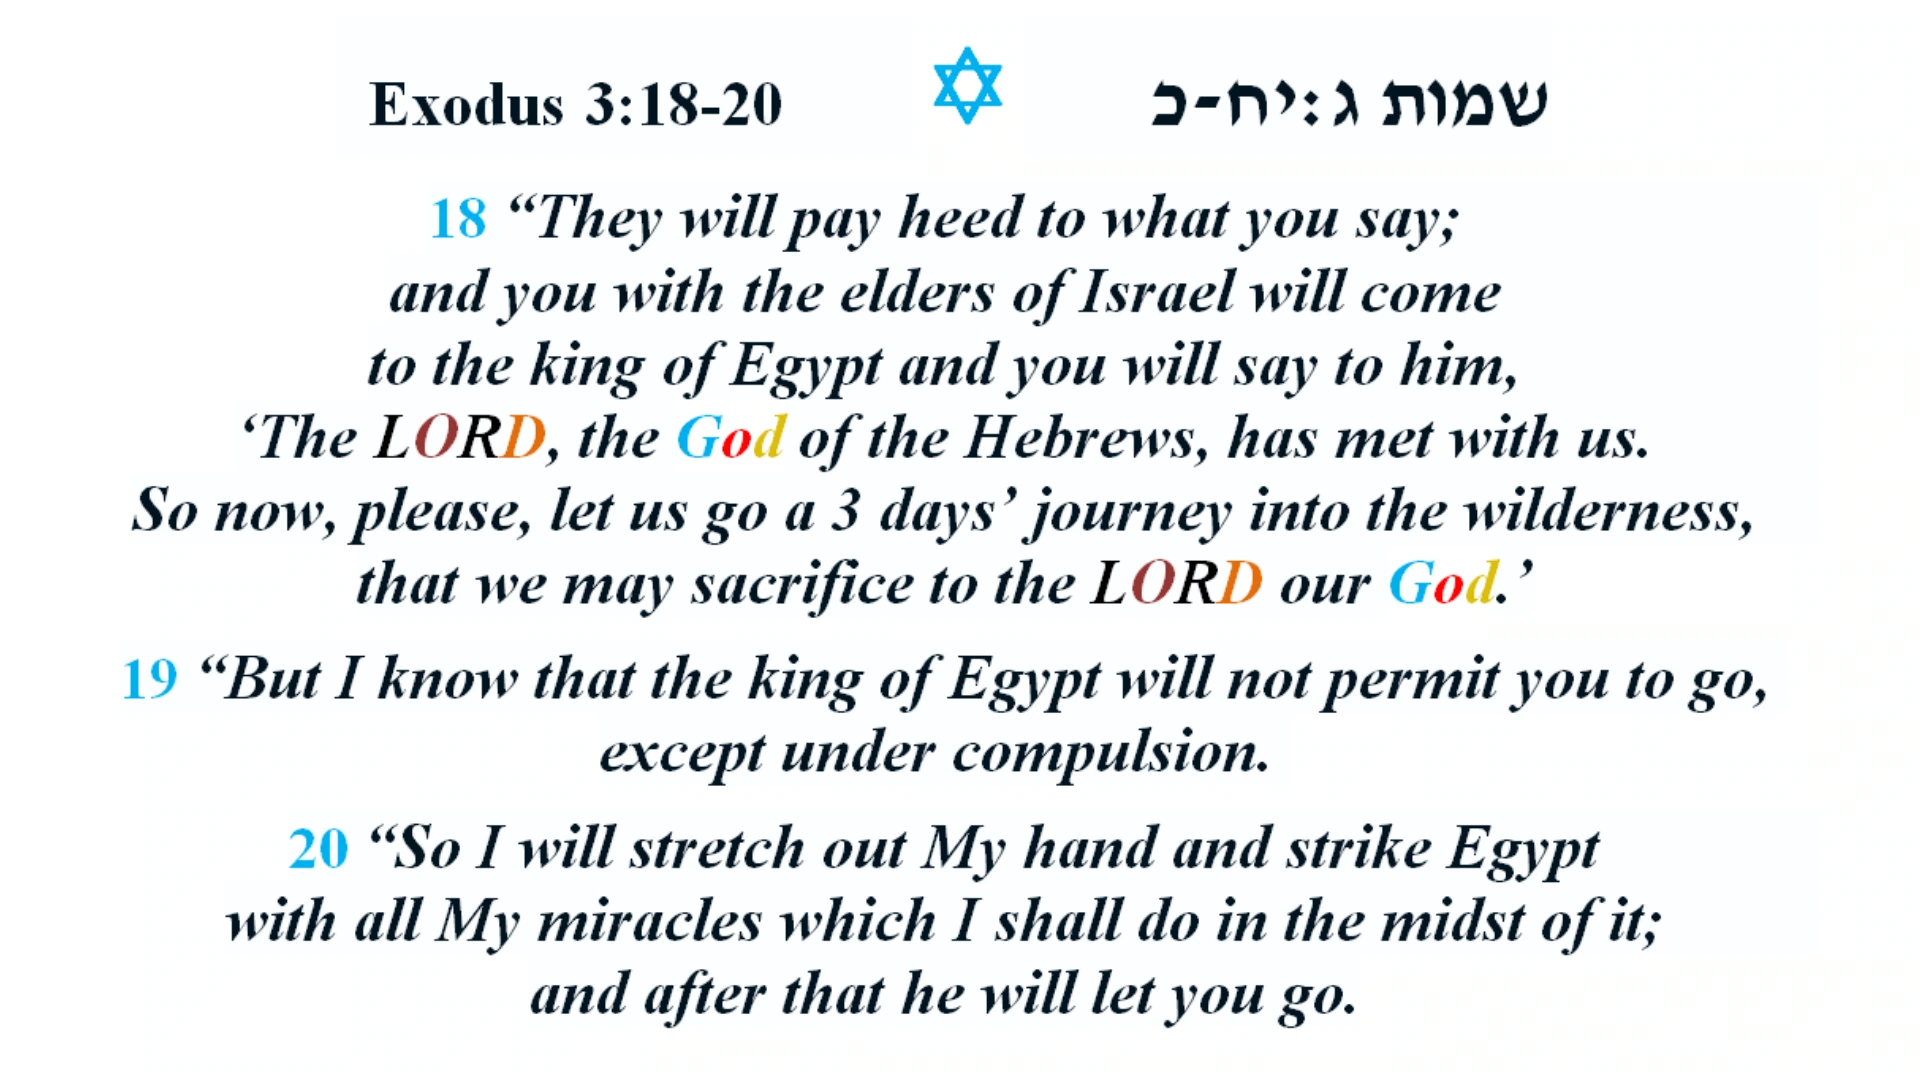 Exodus 3:18-20 שמות ג:יח-כ
18 “They will pay heed to what you say;
and you with the elders of Israel will come
to the king of Egypt and you will say to him,
‘The LORD, the God of the Hebrews, has met with us.
So now, please, let us go a 3 days’ journey into the wilderness,
that we may sacrifice to the LORD our God.’
19 “But I know that the king of Egypt will not permit you to go,
except under compulsion.
20 “So I will stretch out My hand and strike Egypt
with all My miracles which I shall do in the midst of it;
and after that he will let you go.